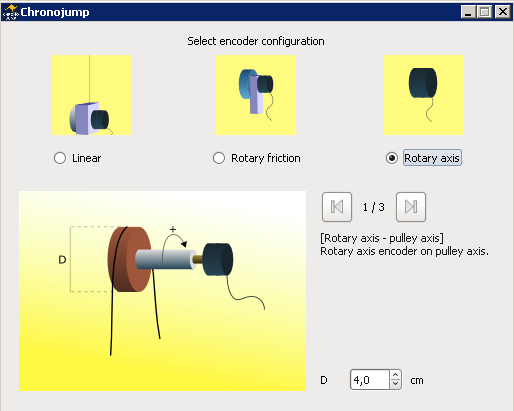 Chronojump
Select encoder configuration
Linear
Rotary friction
Rotary axis
1 / 3
[Rotary axis - pulley axis]
Rotary axis encoder on pulley axis.
+
D
D 4,0 cm